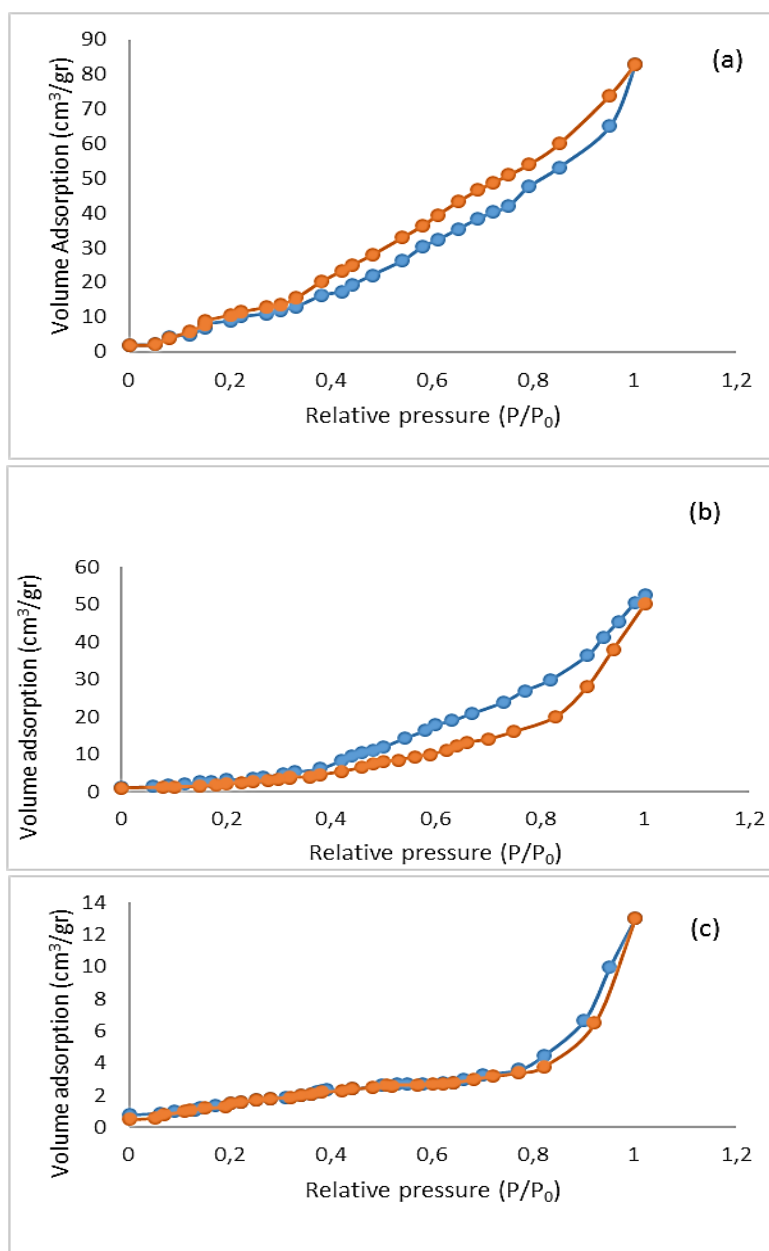 (a)
Volume Adsorption (cm³/gr)
90
80
70
60
50
40
30
20
10
0
0 0,2 0,4 0,6 0,8 1 1,2
Relative pressure (P/P₀)
(b)
Volume adsorption (cm³/gr)
60
50
40
30
20
10
0
0 0,2 0,4 0,6 0,8 1 1,2
Relative pressure (P/P₀)
(c)
Volume adsorption (cm³/gr)
14
12
10
8
6
4
2
0
0 0,2 0,4 0,6 0,8 1 1,2
Relative pressure (P/P₀)